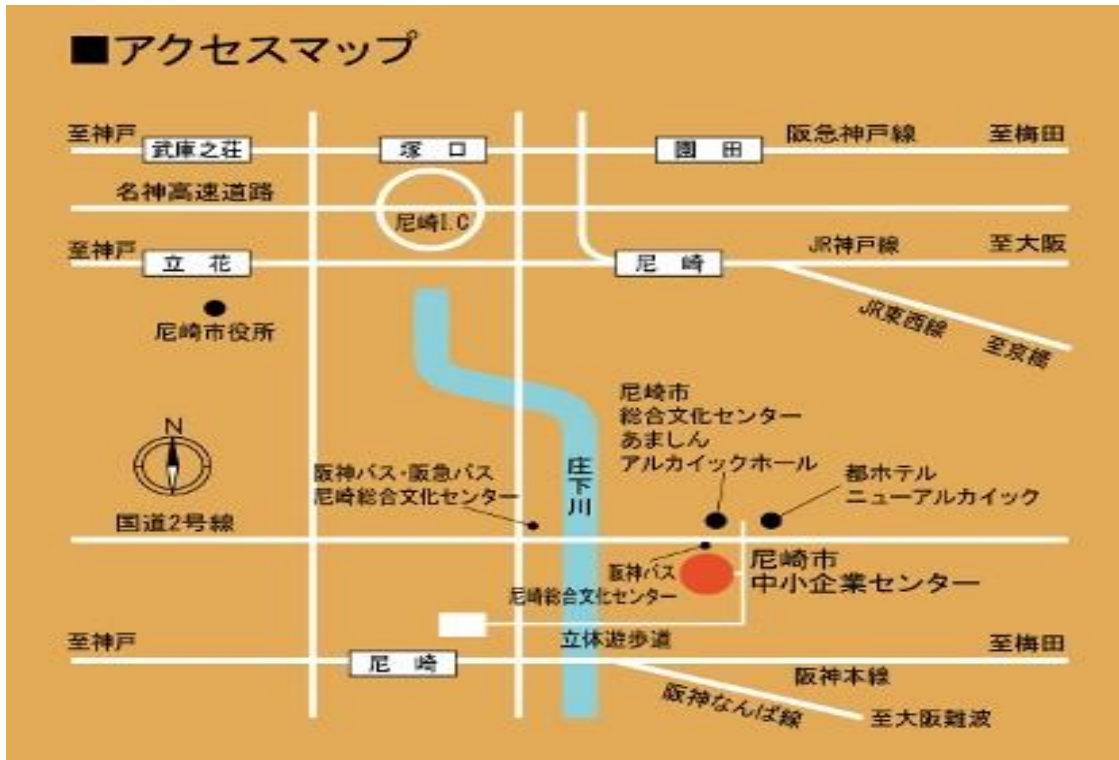 ■アクセスマップ
至神戸
武庫之荘
塚口
園田
阪急神戸線
至梅田
名神高速道路
尼崎I.C
至神戸
立花
尼崎
JR神戸線
至大阪
尼崎市役所
JR東西線
至京橋
N
尼崎市
総合文化センター
あましん
アルカイックホール
庄下川
阪神バス・阪急バス
尼崎総合文化センター
都ホテル
ニューアルカイック
国道2号線
阪神バス
尼崎総合文化センター
尼崎市
中小企業センター
至神戸
尼崎
立体遊歩道
至梅田
阪神本線
阪神なんば線
至大阪難波